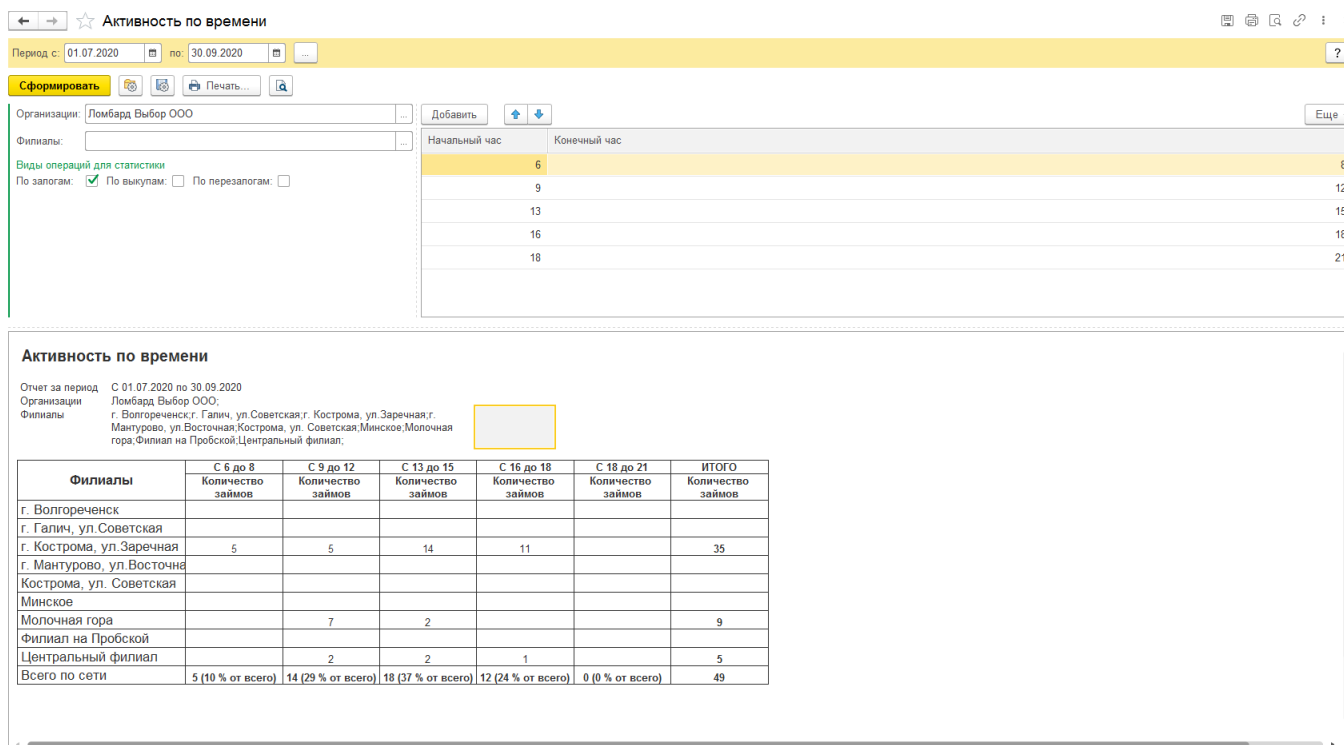 Активность по времени
Период с: 01.07.2020 по: 30.09.2020 ... ?
Сформировать Печать...
Организации: Ломбард Выбор ООО ...
Филиалы: ...
Виды операций для статистики
По залогам: По выкупам: По перезалогам:
Добавить Еще
Начальный час Конечный час
6 8
9 12
13 15
16 18
18 21
Активность по времени
Отчет за период С 01.07.2020 по 30.09.2020
Организации Ломбард Выбор ООО;
Филиалы г. Волгореченск;г. Галич, ул.Советская;г. Кострома, ул.Заречная;г.
Мантурово, ул.Восточная;Кострома, ул. Советская;Минское;Молочная
гора;Филиал на Пробской;Центральный филиал;
Филиалы С 6 до 8 С 9 до 12 С 13 до 15 С 16 до 18 С 18 до 21 ИТОГО
Количество Количество Количество Количество Количество Количество
займов займов займов займов займов займов
г. Волгореченск
г. Галич, ул.Советская
г. Кострома, ул.Заречная 5 5 14 11 35
г. Мантурово, ул.Восточна
Кострома, ул. Советская
Минское
Молочная гора 7 2 9
Филиал на Пробской
Центральный филиал 2 2 1 5
Всего по сети 5 (10 % от всего) 14 (29 % от всего) 18 (37 % от всего) 12 (24 % от всего) 0 (0 % от всего) 49